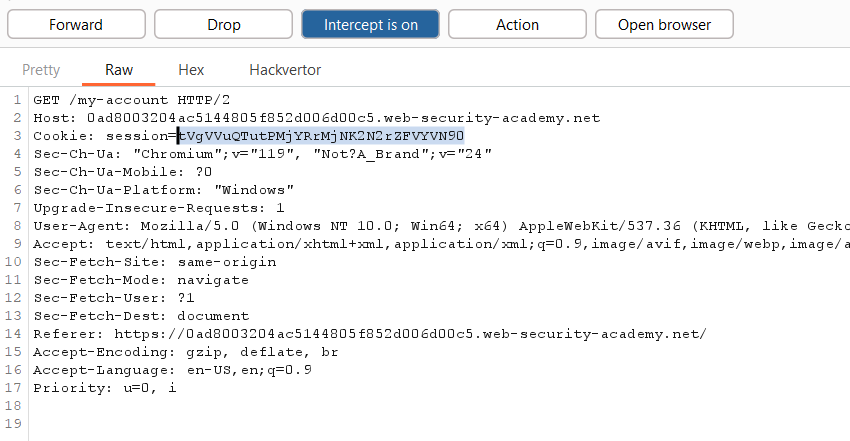 Forward Drop Intercept is on Action Open browser
Pretty Raw Hex Hackvertor
1 GET /my-account HTTP/2
2 Host: 0ad8003204ac5144805f852d006d00c5.web-security-academy.net
3 Cookie: session=tVgVVuQTutPMjYRrMjNK2N2rZFVYVN90
4 Sec-Ch-Ua: "Chromium";v="119", "Not?A_Brand";v="24"
5 Sec-Ch-Ua-Mobile: ?0
6 Sec-Ch-Ua-Platform: "Windows"
7 Upgrade-Insecure-Requests: 1
8 User-Agent: Mozilla/5.0 (Windows NT 10.0; Win64; x64) AppleWebKit/537.36 (KHTML, like Gecko
9 Accept: text/html,application/xhtml+xml,application/xml;q=0.9,image/avif,image/webp,image/a
10 Sec-Fetch-Site: same-origin
11 Sec-Fetch-Mode: navigate
12 Sec-Fetch-User: ?1
13 Sec-Fetch-Dest: document
14 Referer: https://0ad8003204ac5144805f852d006d00c5.web-security-academy.net/
15 Accept-Encoding: gzip, deflate, br
16 Accept-Language: en-US,en;q=0.9
17 Priority: u=0, i
18
19